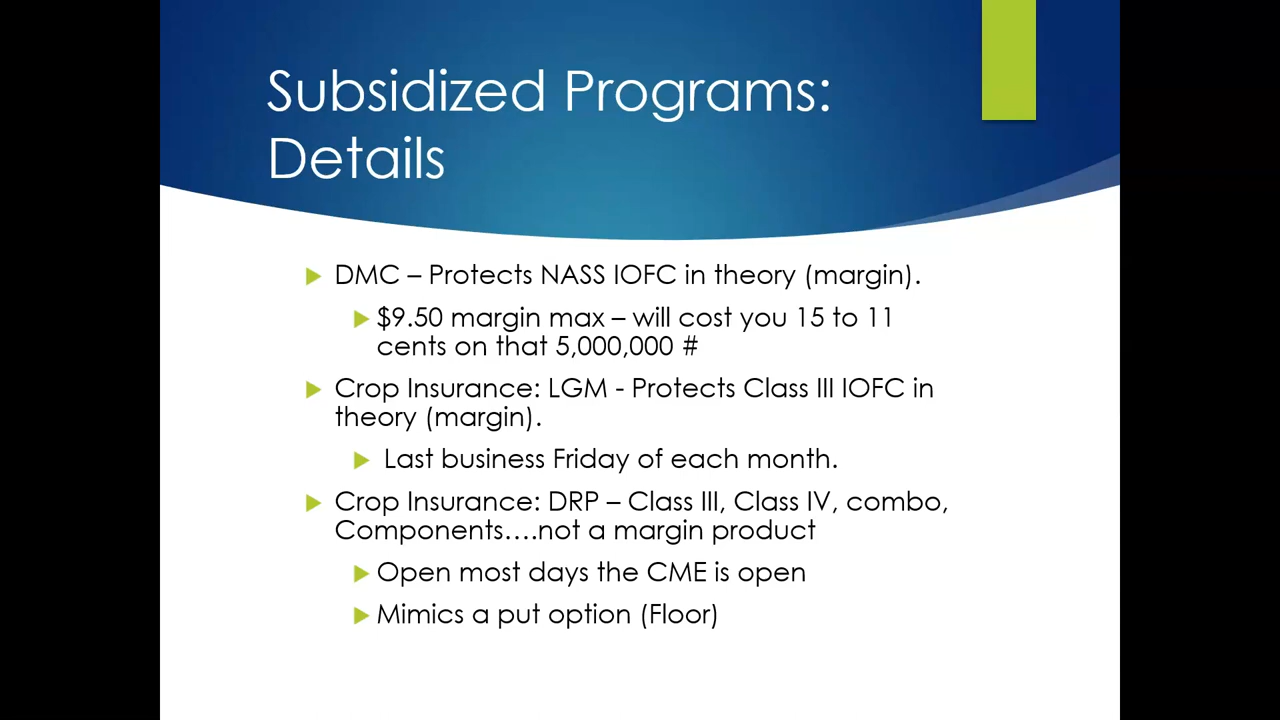 Subsidized Programs:
Details
DMC – Protects NASS IOFC in theory (margin).
$9.50 margin max – will cost you 15 to 11
cents on that 5,000,000 #
Crop Insurance: LGM - Protects Class III IOFC in
theory (margin).
Last business Friday of each month.
Crop Insurance: DRP – Class III, Class IV, combo,
Components….not a margin product
Open most days the CME is open
Mimics a put option (Floor)